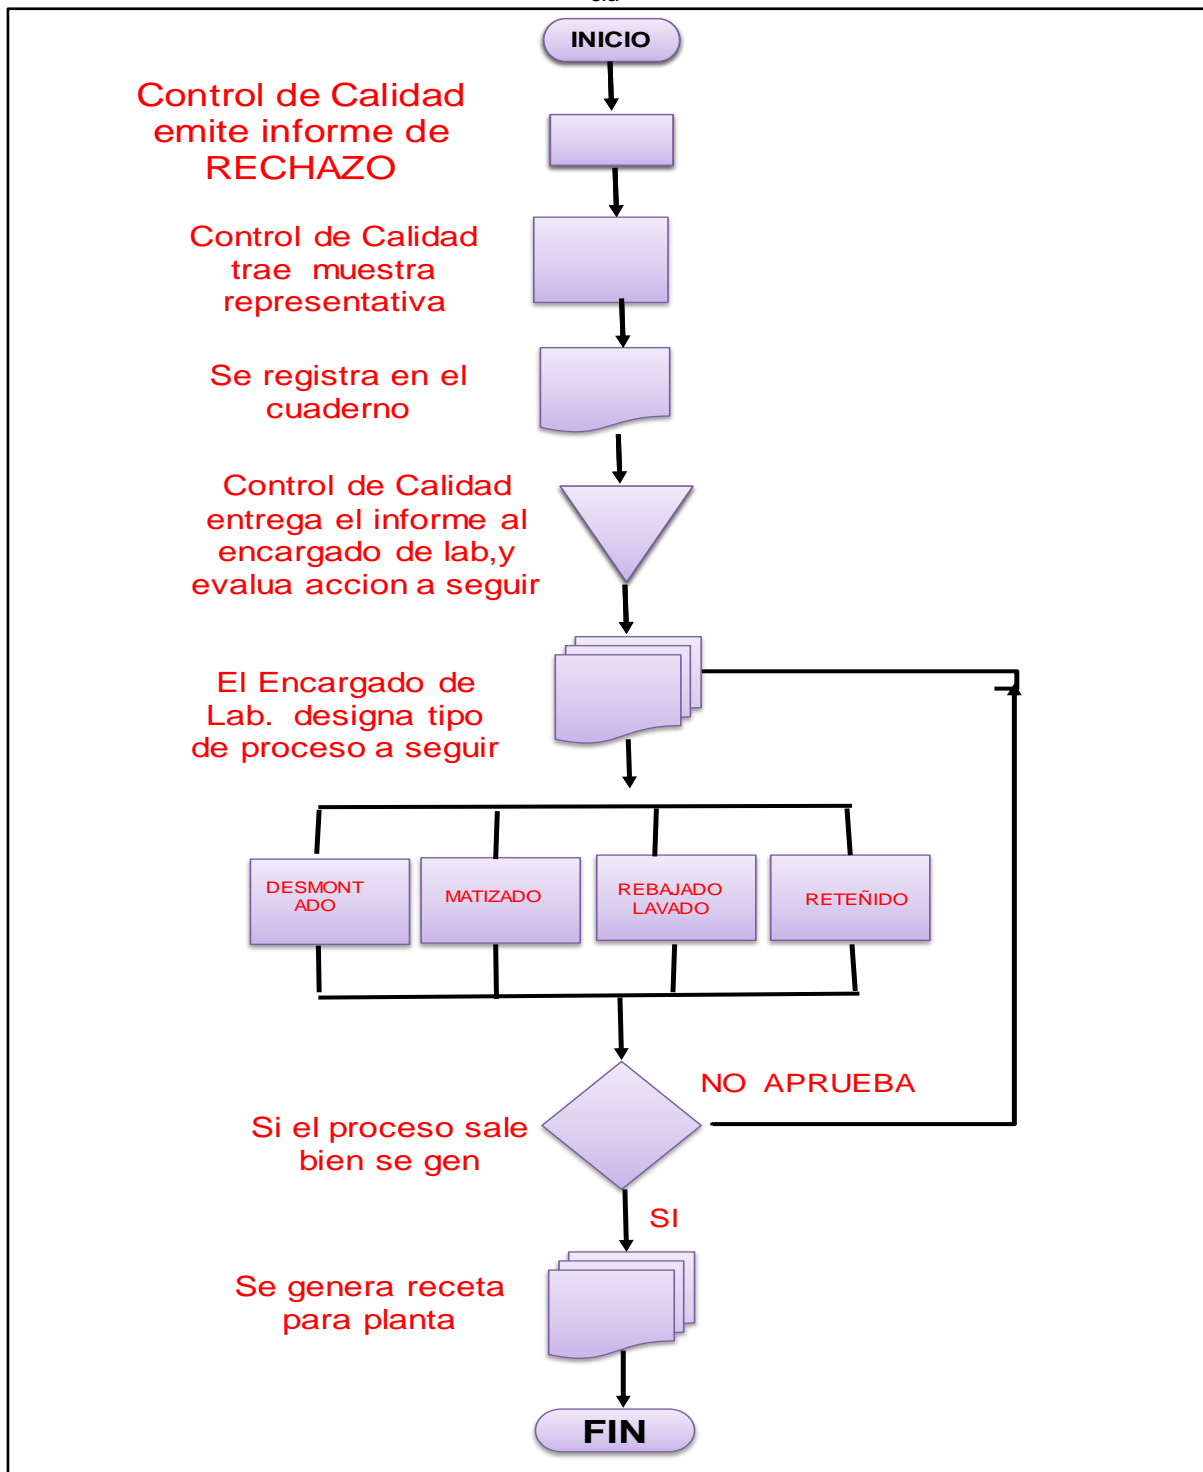 INICIO
Control de Calidad
emite informe de
RECHAZO
Control de Calidad
trae muestra
representativa
Se registra en el
cuaderno
Control de Calidad
entrega el informe al
encargado de lab,y
evalua accion a seguir
El Encargado de
Lab. designa tipo
de proceso a seguir
DESMONT
ADO
MATIZADO
REBAJADO
LAVADO
RETEÑIDO
NO APRUEBA
Si el proceso sale
bien se gen
SI
Se genera receta
para planta
FIN